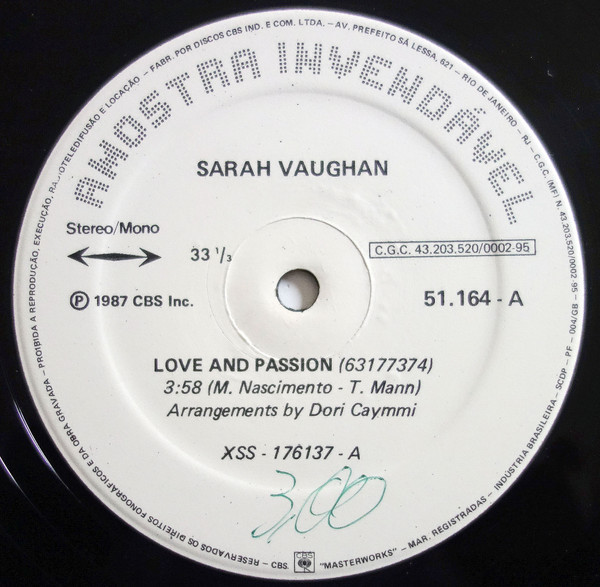 FABR. POR DISCOS CBS IND. E COM. LTDA. – AV. PREFEITO SÁ LESSA, 621 – RIO DE JANEIRO – RJ – C.G.C. (MF) N. 43.203.520/0002-95 – SCDP – PF – 004/GB – INDÚSTRIA BRASILEIRA – MAR. REGISTRADAS – "MASTERWORKS" – CBS
CBS. RESERVADOS OS DIREITOS FONOGRÁFICOS E DA OBRA GRAVADA – PROIBIDA A REPRODUÇÃO, EXECUÇÃO, TELEDIFUSÃO E LOCAÇÃO –
AMOSTRA INVENDÁVEL
SARAH VAUGHAN
Stereo/Mono
33 1/3
C.G.C. 43.203.520/0002-95
℗ 1987 CBS Inc.
51.164 - A
LOVE AND PASSION (63177374)
3:58 (M. Nascimento - T. Mann)
Arrangements by Dori Caymmi
XSS - 176137 - A
3,00